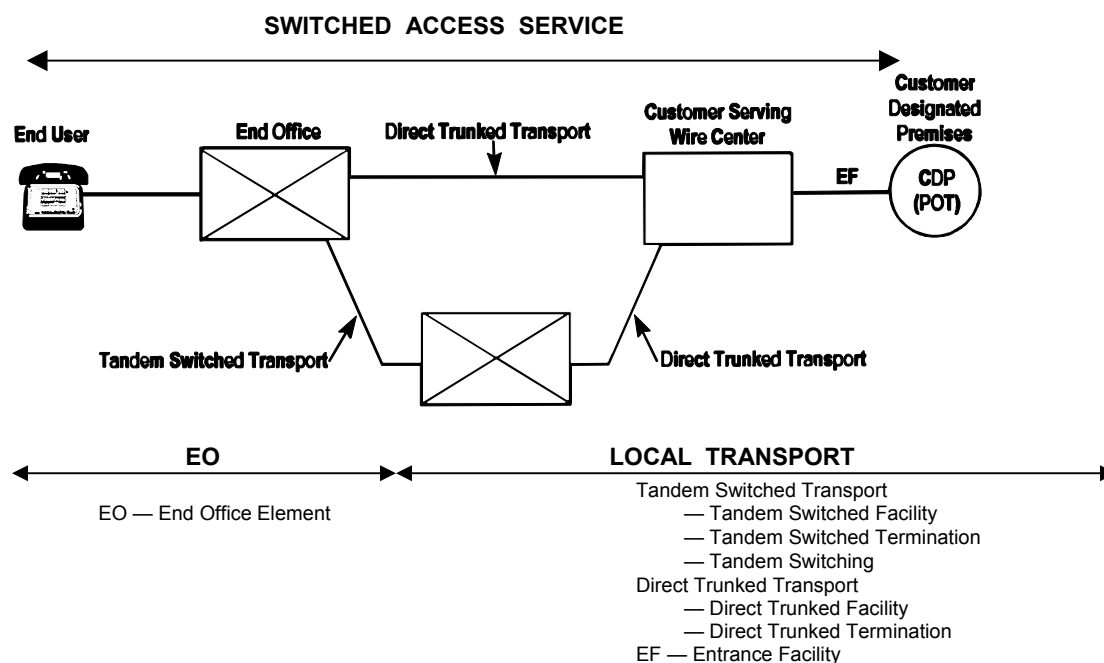 SWITCHED ACCESS SERVICE
Customer
Designated
Premises
End User
End Office
Direct Trunked Transport
Customer Serving
Wire Center
EF
CDP
(POT)
Tandem Switched Transport
Direct Trunked Transport
EO
LOCAL TRANSPORT
EO — End Office Element
Tandem Switched Transport
— Tandem Switched Facility
— Tandem Switched Termination
— Tandem Switching
Direct Trunked Transport
— Direct Trunked Facility
— Direct Trunked Termination
EF — Entrance Facility